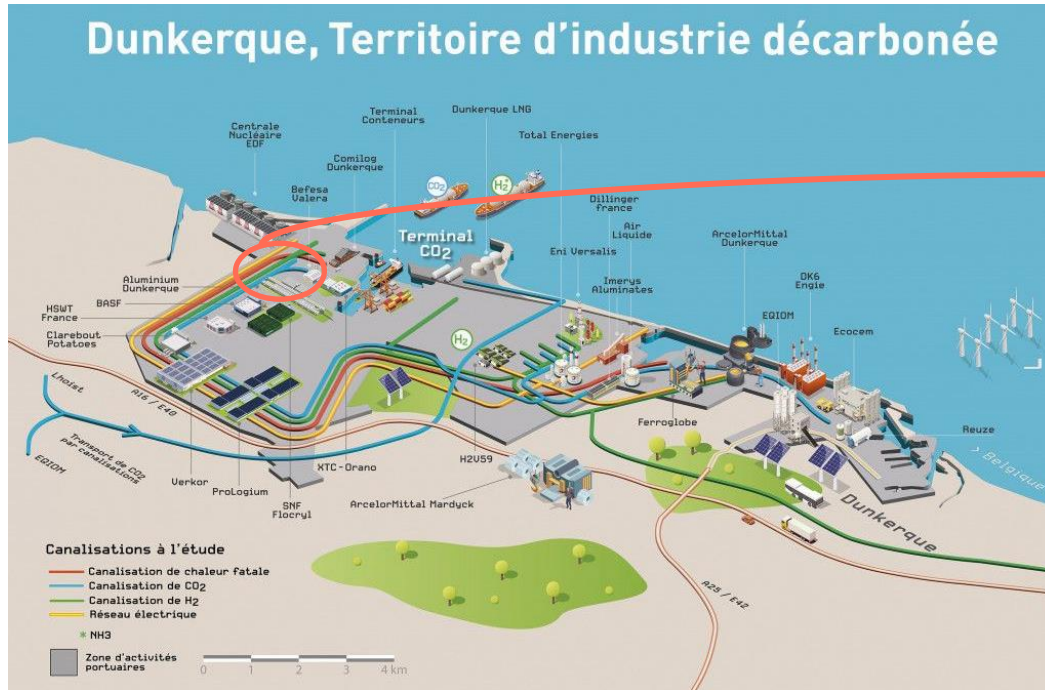 Dunkerque, Territoire d'industrie décarbonée
Centrale
Nucléaire
EDF
Terminal
Conteneurs
Dunkerque LNG
Total Energies
Comilog
Dunkerque
Befesa
Valera
CO₂
H₂*
Dillinger
france
Air
Liquide
Terminal
CO₂
Eni Versalis
ArcelorMittal
Dunkerque
Imerys
Aluminates
DK6
Engie
EQIOM
Ecocem
Aluminium
Dunkerque
BASF
HSWT
France
Clarebout
Potatoes
H₂
Lhoist
A16 / E40
Transport de CO₂
par canalisations
EQIOM
Verkor
ProLogium
SNF
Flocryl
XTC-Orano
H2V59
ArcelorMittal Mardyck
Ferroglobe
Reuze
> Belgique
Dunkerque
A25 / E42
Canalisations à l'étude
Canalisation de chaleur fatale
Canalisation de CO₂
Canalisation de H₂
Réseau électrique
* NH3
Zone d'activités
portuaires
0 1 2 3 4 km